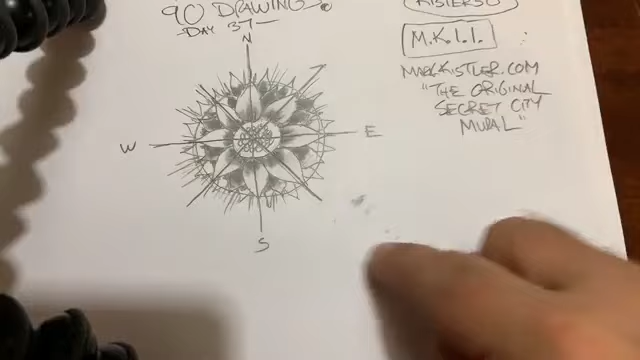 90 DRAWING
DAY 37
N
W
E
S
M.K.I.I.
MARKKISTLER.COM
"THE ORIGINAL
SECRET CITY
MURAL"